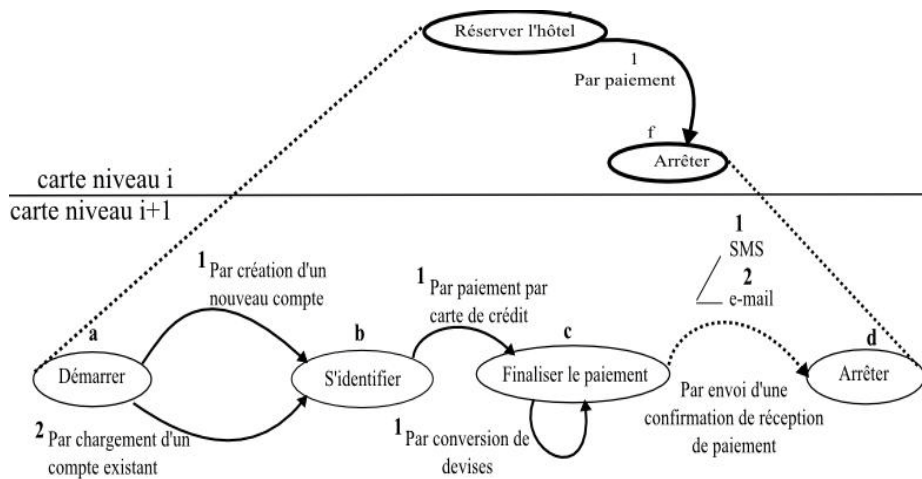 Réserver l'hôtel
1
Par paiement
f
Arrêter
carte niveau i
carte niveau i+1
1
SMS
2
e-mail
1 Par création d'un
nouveau compte
1 Par paiement par
carte de crédit
a
b
c
d
Démarrer
S'identifier
Finaliser le paiement
Arrêter
2 Par chargement d'un
compte existant
1 Par conversion de
devises
Par envoi d'une
confirmation de réception
de paiement